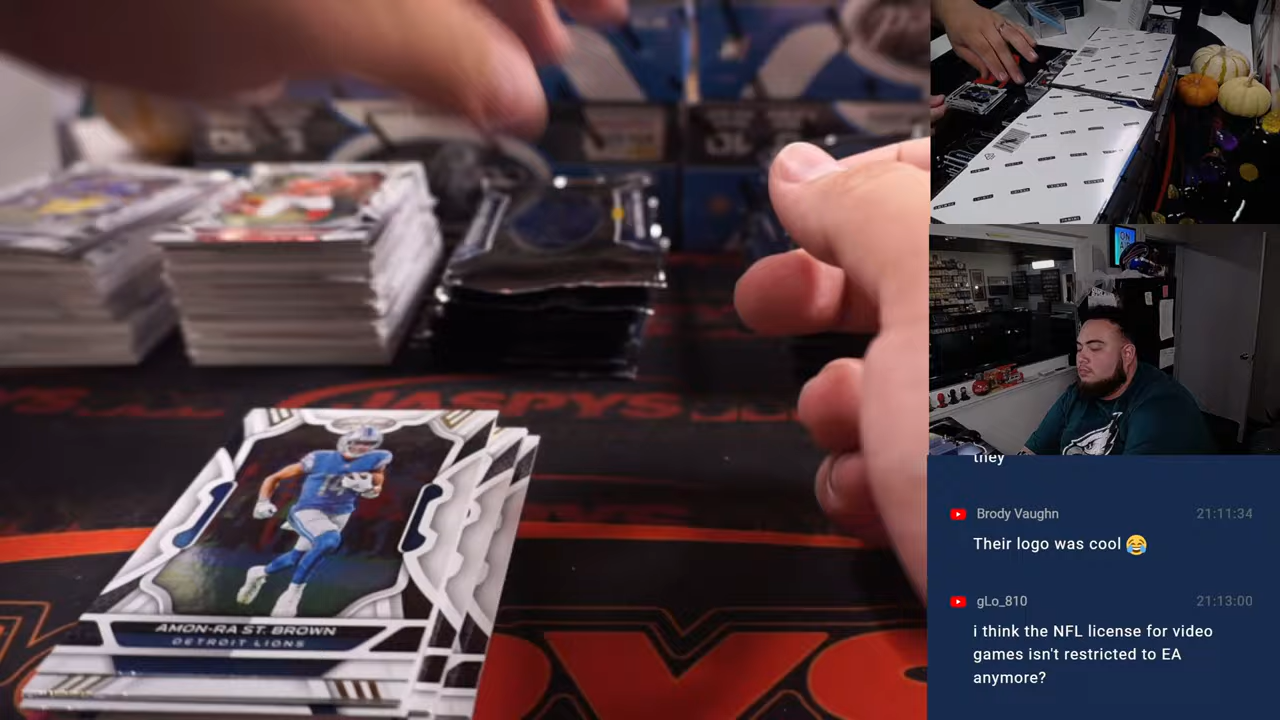 ON
they
Brody Vaughn 21:11:34
Their logo was cool 😂
gLo_810 21:13:00
i think the NFL license for video
games isn't restricted to EA
anymore?
JASPYS
AMON-RA ST. BROWN
DETROIT LIONS